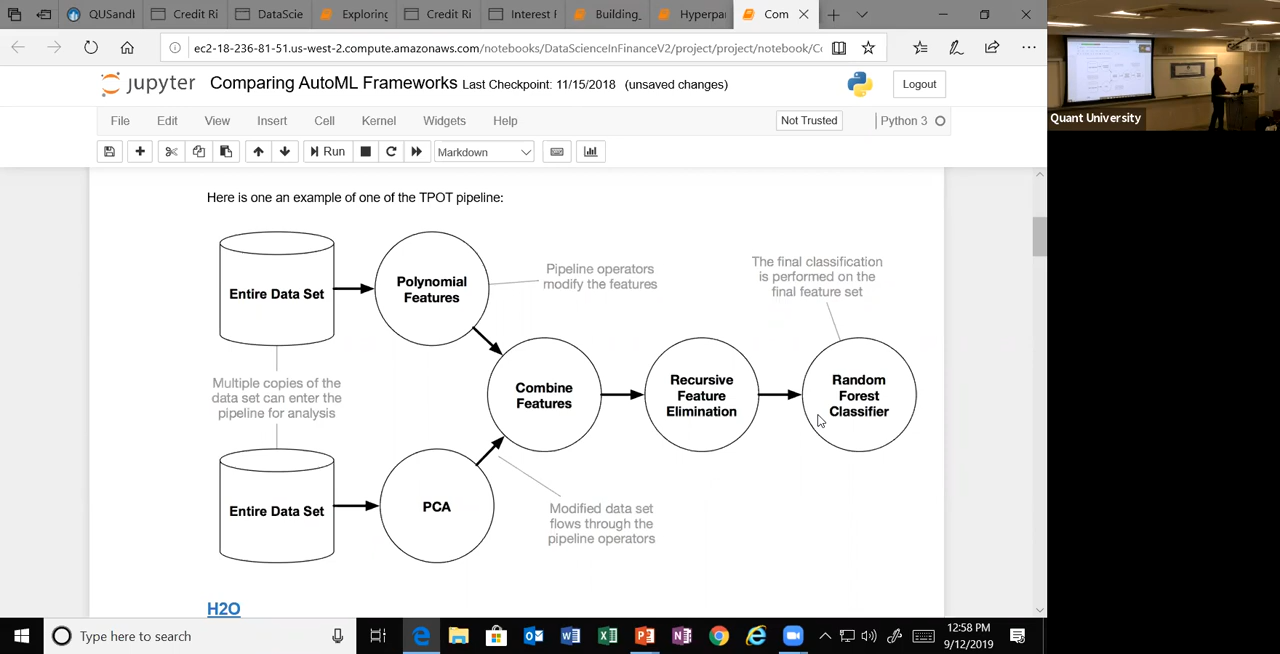 QUSandl
Credit Ri
DataScie
Exploring
Credit Ri
Interest R
Building_
Hyperpar
Com
ec2-18-236-81-51.us-west-2.compute.amazonaws.com/notebooks/DataScienceInFinanceV2/project/project/notebook/Co
jupyter Comparing AutoML Frameworks Last Checkpoint: 11/15/2018 (unsaved changes)
Logout
File Edit View Insert Cell Kernel Widgets Help
Not Trusted
Python 3
Run
Markdown
Here is one an example of one of the TPOT pipeline:
Entire Data Set
Polynomial
Features
Pipeline operators
modify the features
The final classification
is performed on the
final feature set
Multiple copies of the
data set can enter the
pipeline for analysis
Combine
Features
Recursive
Feature
Elimination
Random
Forest
Classifier
Entire Data Set
PCA
Modified data set
flows through the
pipeline operators
H2O
Type here to search
12:58 PM
9/12/2019
Quant University